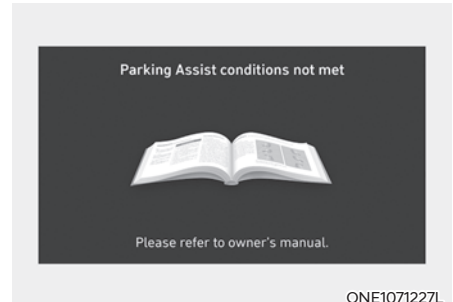 Parking Assist conditions not met
Please refer to owner's manual.
ONE1071227L